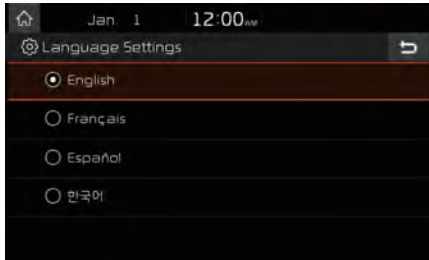 Jan. 1 12:00AM
Language Settings
English
Français
Español
한국어